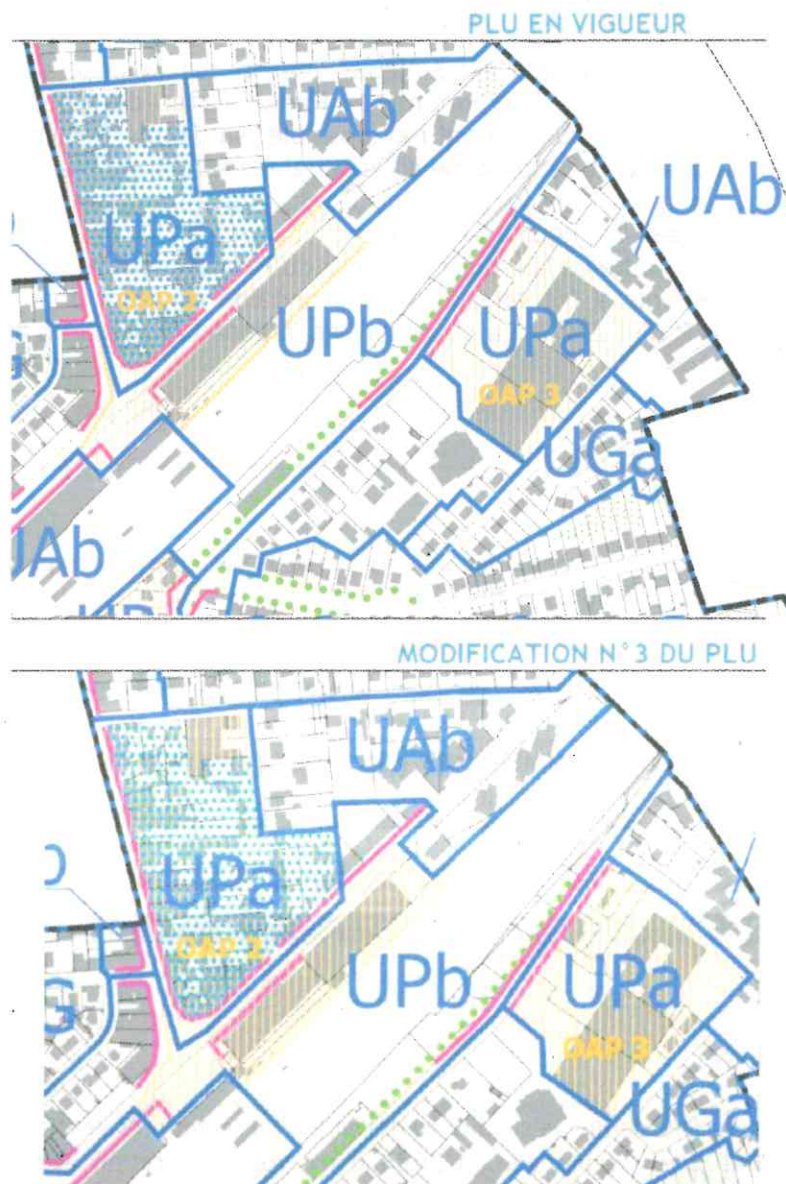 PLU EN VIGUEUR
UAb
UAb
UPa
OAP 2
UPb
UPa
OAP 3
UGa
UAb
MODIFICATION N°3 DU PLU
UAb
UPa
OAP 2
UPb
UPa
OAP 3
G
UGa